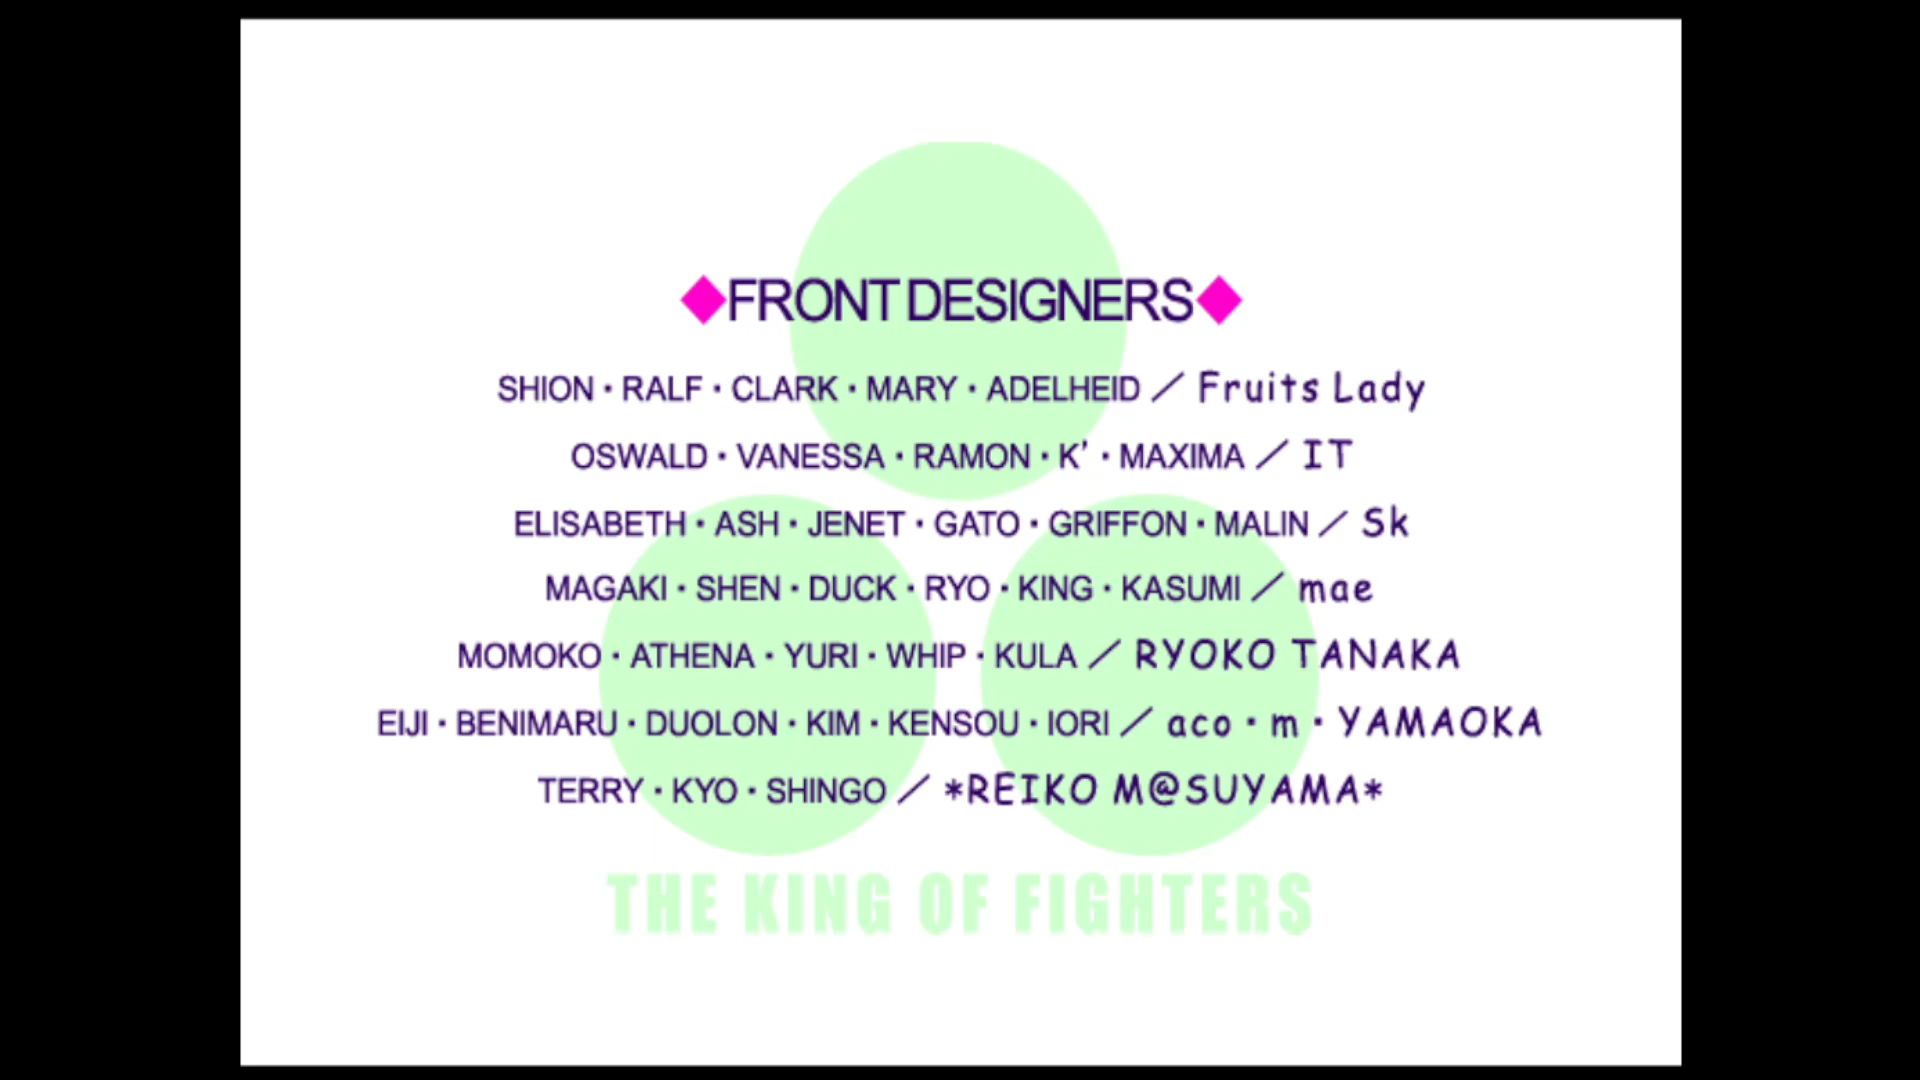 ◆FRONT DESIGNERS◆
SHION・RALF・CLARK・MARY・ADELHEID／Fruits Lady
OSWALD・VANESSA・RAMON・K’・MAXIMA／IT
ELISABETH・ASH・JENET・GATO・GRIFFON・MALIN／Sk
MAGAKI・SHEN・DUCK・RYO・KING・KASUMI／mae
MOMOKO・ATHENA・YURI・WHIP・KULA／RYOKO TANAKA
EIJI・BENIMARU・DUOLON・KIM・KENSOU・IORI／aco・m・YAMAOKA
TERRY・KYO・SHINGO／*REIKO M@SUYAMA*
THE KING OF FIGHTERS